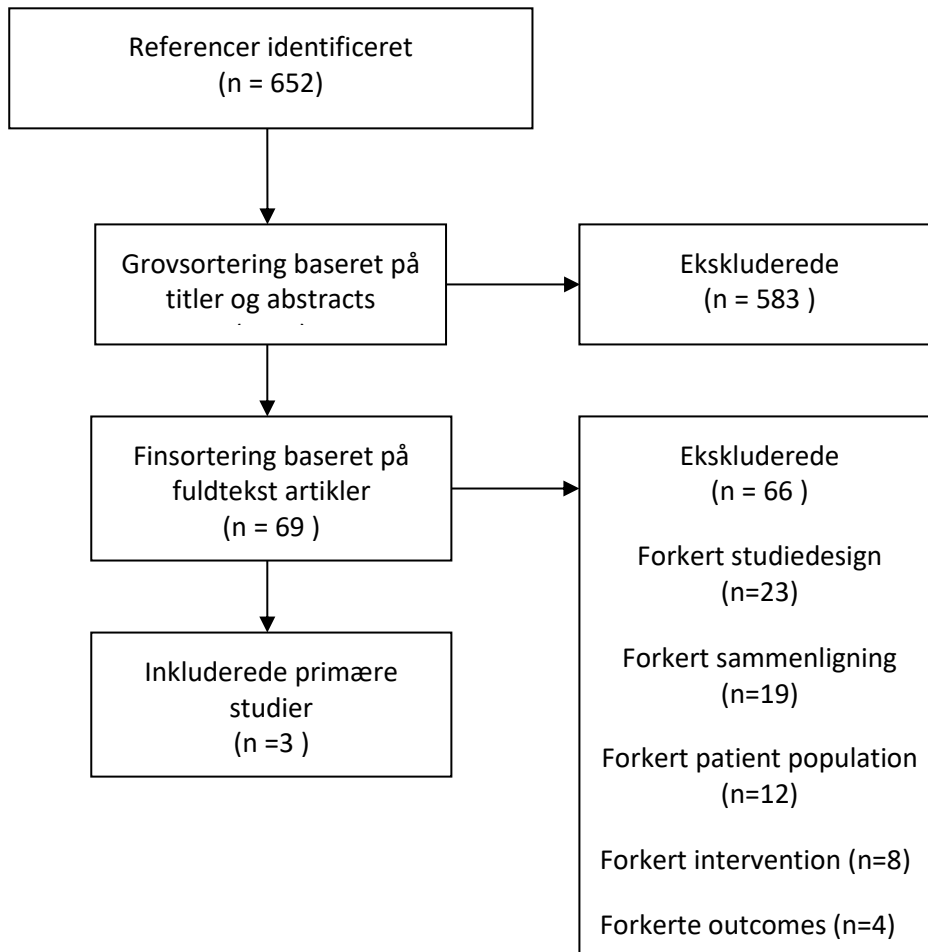 Referencer identificeret
(n = 652)
Grovsortering baseret på
titler og abstracts
Ekskluderede
(n = 583 )
Finsortering baseret på
fuldtekst artikler
(n = 69 )
Ekskluderede
(n = 66 )
Forkert studiedesign
(n=23)
Forkert sammenligning
(n=19)
Forkert patient population
(n=12)
Forkert intervention (n=8)
Forkerte outcomes (n=4)
Inkluderede primære
studier
(n =3 )